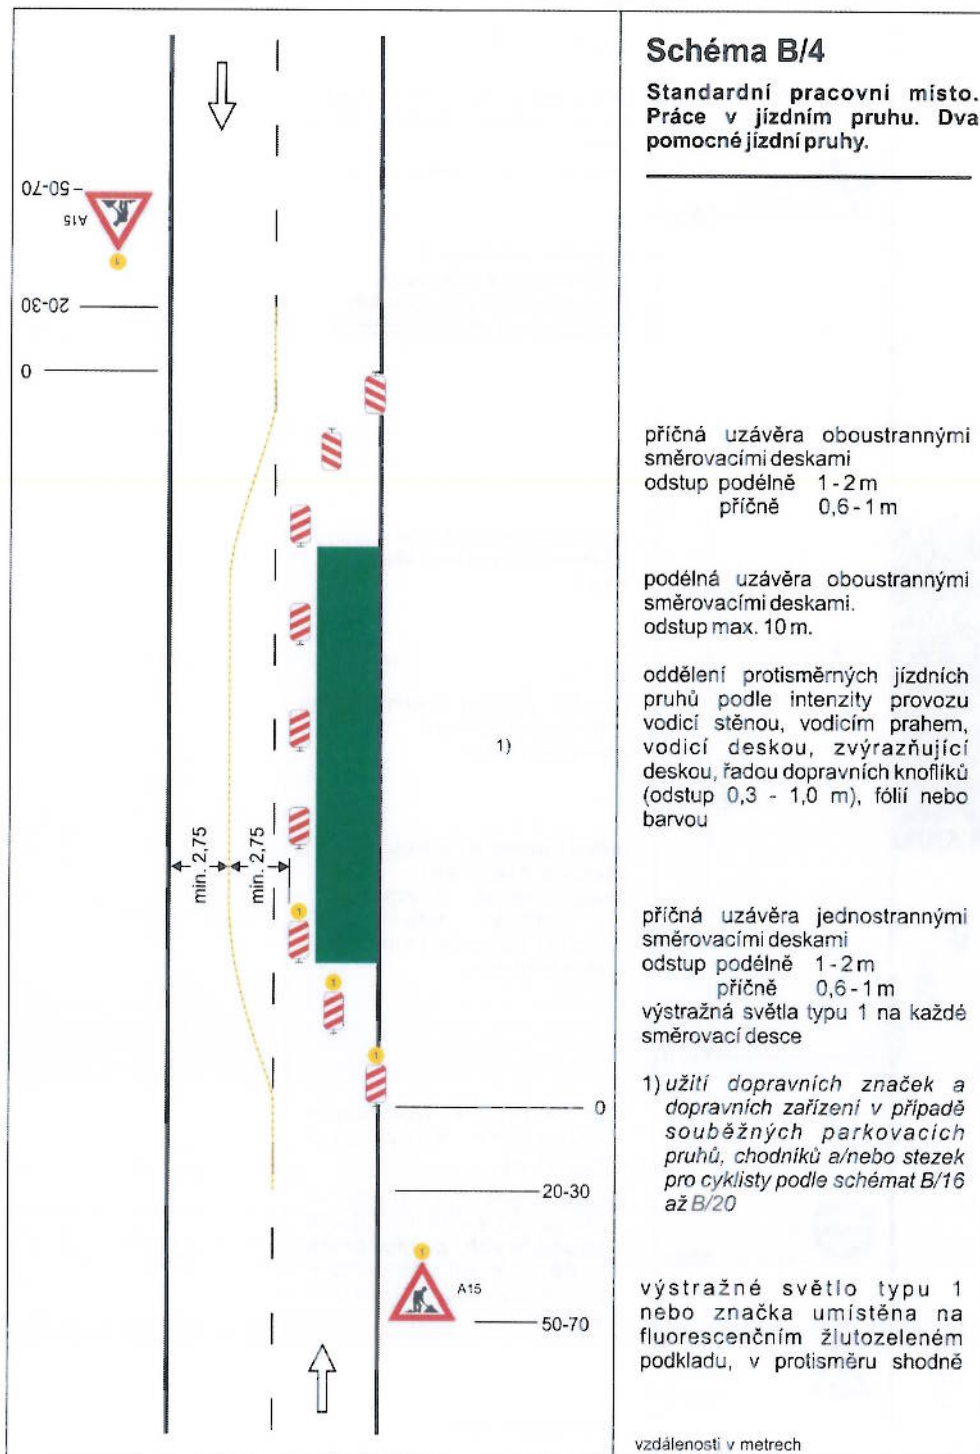 Schéma B/4
Standardní pracovní místo.
Práce v jízdním pruhu. Dva
pomocné jízdní pruhy.
50-70
A15
1
20-30
0
příčná uzávěra oboustrannými
směrovacími deskami
odstup podélně 1-2 m
příčně 0,6-1 m
podélná uzávěra oboustrannými
směrovacími deskami.
odstup max. 10 m.
oddělení protisměrných jízdních
pruhů podle intenzity provozu
vodicí stěnou, vodicím prahem,
vodicí deskou, zvýrazňující
deskou, řadou dopravních knoflíků
(odstup 0,3 - 1,0 m), fólií nebo
barvou
1)
min. 2,75
min. 2,75
1
1
1
příčná uzávěra jednostrannými
směrovacími deskami
odstup podélně 1-2 m
příčně 0,6-1 m
výstražná světla typu 1 na každé
směrovací desce
0
1) užití dopravních značek a
dopravních zařízení v případě
souběžných parkovacích
pruhů, chodníků a/nebo stezek
pro cyklisty podle schémat B/16
až B/20
20-30
1
A15
50-70
výstražné světlo typu 1
nebo značka umístěna na
fluorescenčním žlutozeleném
podkladu, v protisměru shodně
vzdálenosti v metrech